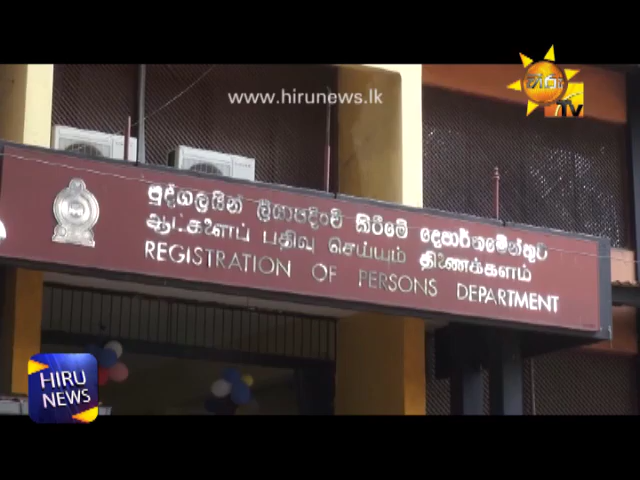 www.hirunews.lk
හිරු
TV
පුද්ගලයින් ලියාපදිංචි කිරීමේ දෙපාර්තමේන්තුව
ஆட்களைப் பதிவு செய்யும் திணைக்களம்
REGISTRATION OF PERSONS DEPARTMENT
HIRU
NEWS